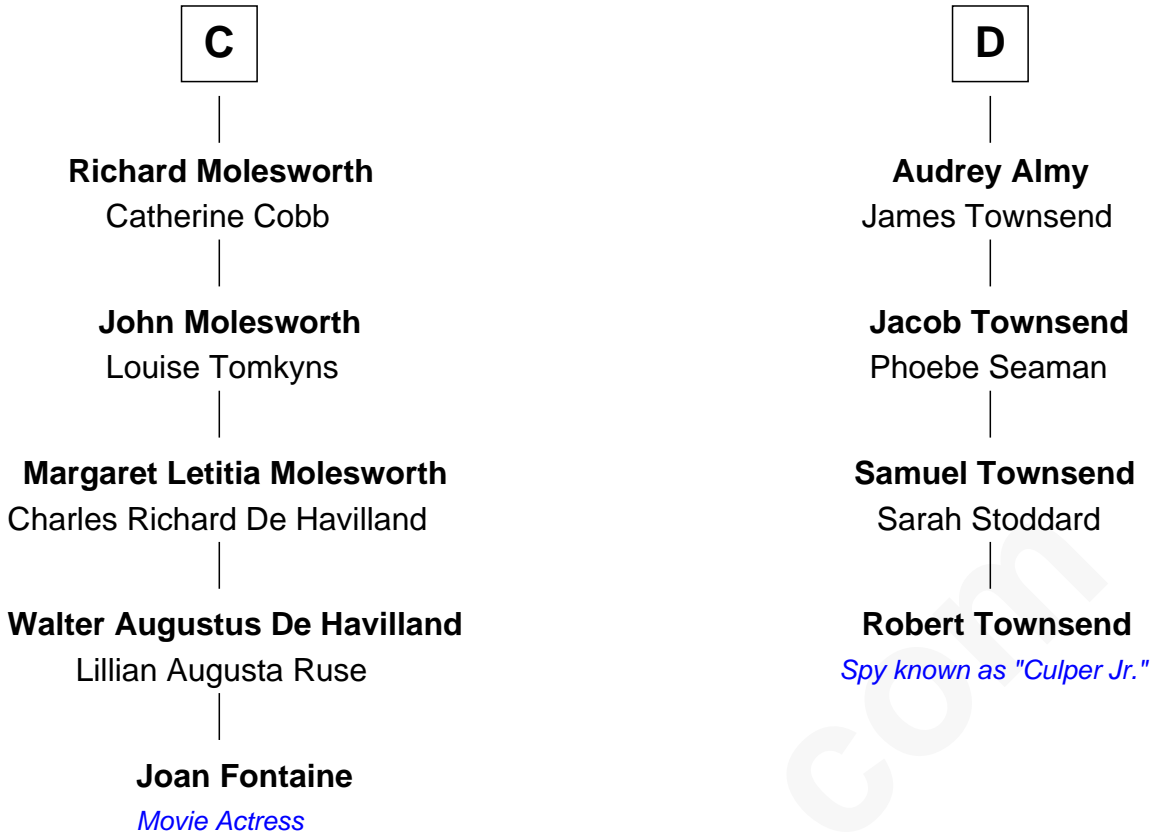 C
Richard Molesworth
Catherine Cobb
John Molesworth
Louise Tomkyns
Margaret Letitia Molesworth
Charles Richard De Havilland
Walter Augustus De Havilland
Lillian Augusta Ruse
Joan Fontaine
Movie Actress
D
Audrey Almy
James Townsend
Jacob Townsend
Phoebe Seaman
Samuel Townsend
Sarah Stoddard
Robert Townsend
Spy known as "Culper Jr."
com